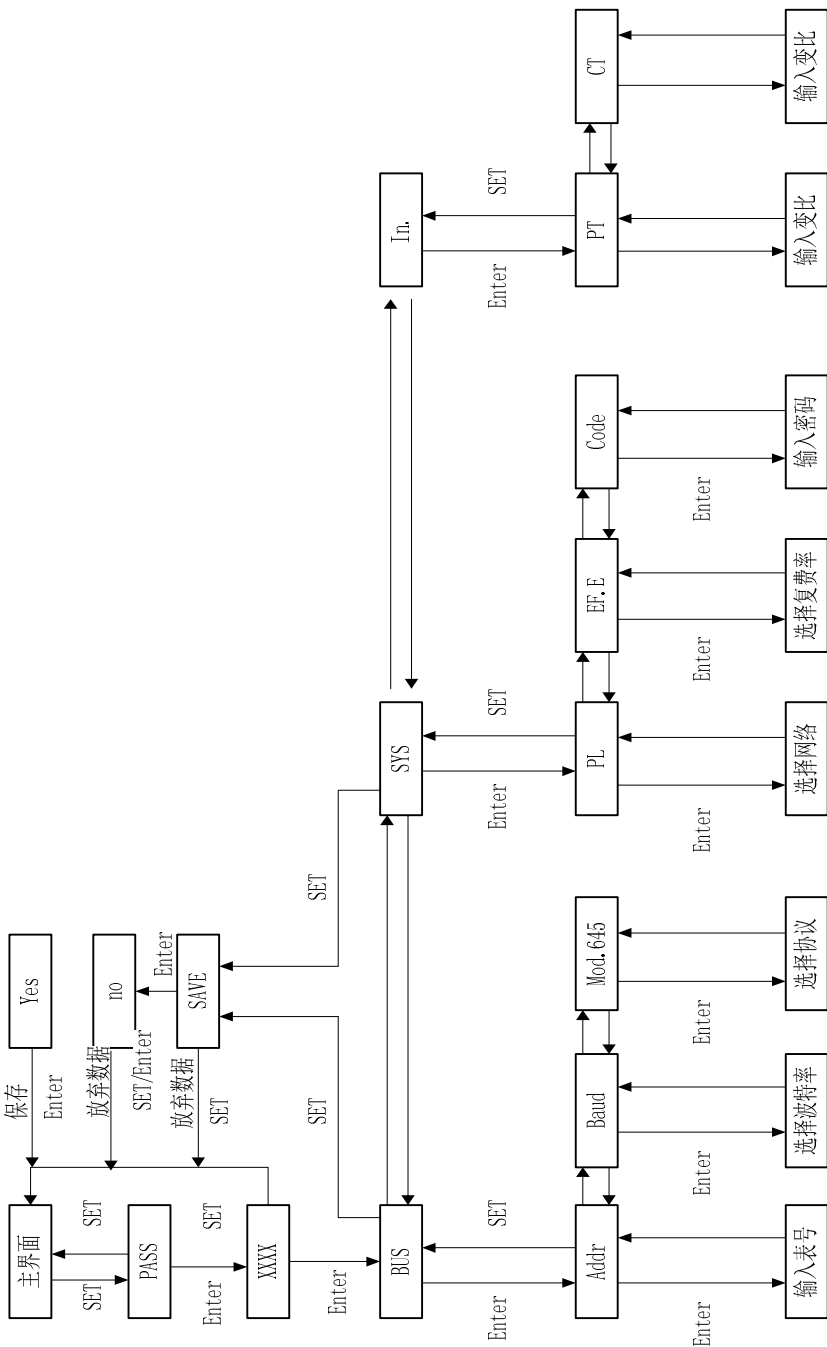 主界面
SET
SET
PASS
Enter
SET
XXXX
Enter
保存
Enter
Yes
放弃数据
SET/Enter
no
Enter
放弃数据
SET
SAVE
SET
SET
BUS
SYS
In.
Enter
SET
Enter
SET
Enter
SET
Addr
Baud
Mod.645
PL
EF.E
Code
PT
CT
Enter
Enter
Enter
Enter
Enter
Enter
输入表号
选择波特率
选择协议
选择网络
选择复费率
输入密码
输入变比
输入变比